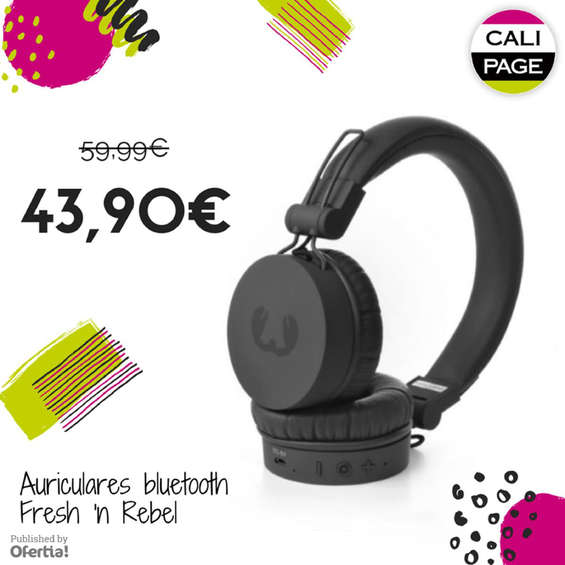 CALI
PAGE
59,99€
43,90€
Auriculares bluetooth
Fresh 'n Rebel
Published by
Ofertia!